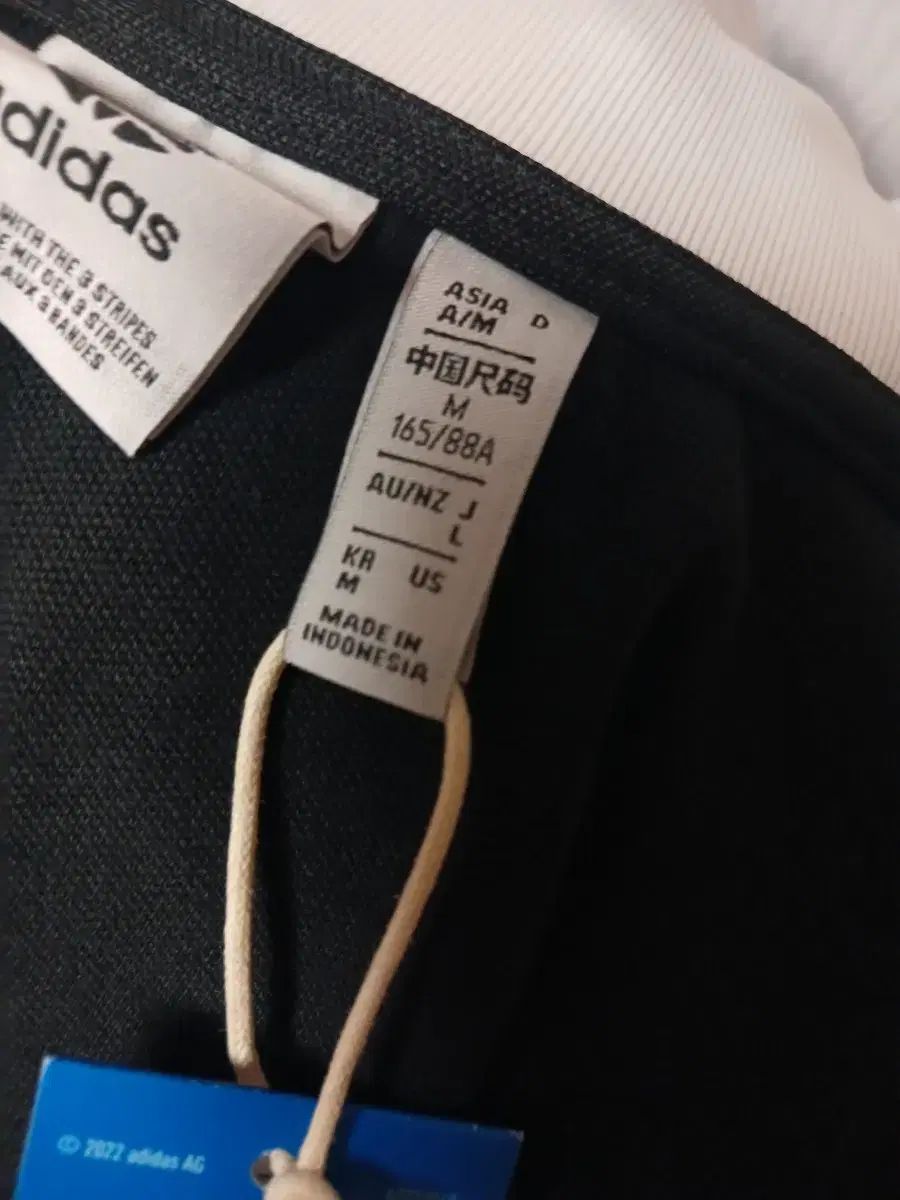 adidas
WITH THE 3 STRIPES
MIT DEN 3 STREIFEN
AUX 3 BANDES
ASIA D
A/M
中国尺码
M
165/88A
AU/NZ J
L
KR US
M
MADE IN
INDONESIA
© 2022 adidas AG